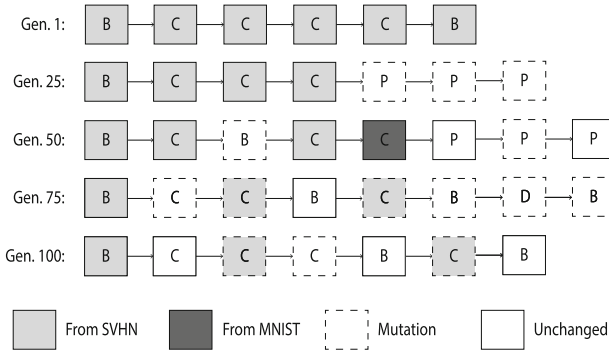 Gen. 1: B C C C C B
Gen. 25: B C C C P P P
Gen. 50: B C B C C P P P
Gen. 75: B C C B C B D B
Gen. 100: B C C C B C B
From SVHN From MNIST Mutation Unchanged